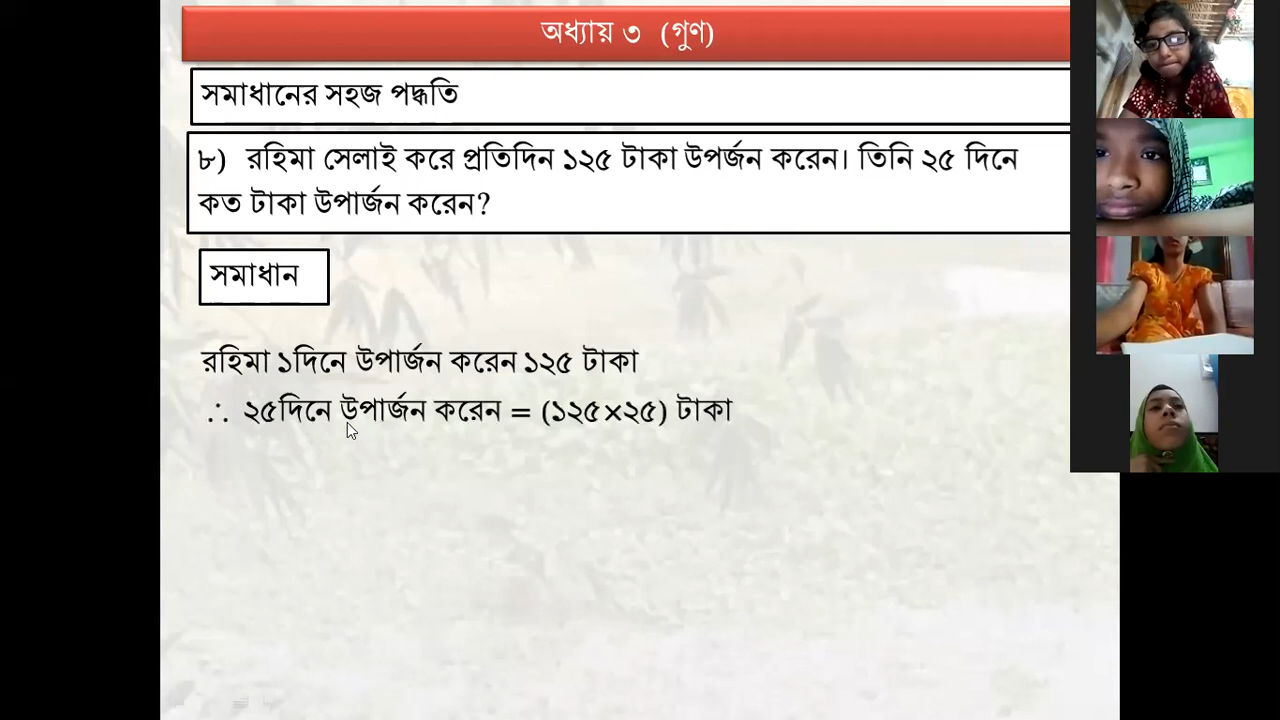 অধ্যায় ৩ (গুণ)
সমাধানের সহজ পদ্ধতি
৮) রহিমা সেলাই করে প্রতিদিন ১২৫ টাকা উপর্জন করেন। তিনি ২৫ দিনে
কত টাকা উপার্জন করেন?
সমাধান
রহিমা ১দিনে উপার্জন করেন ১২৫ টাকা
∴ ২৫দিনে উপার্জন করেন = (১২৫×২৫) টাকা